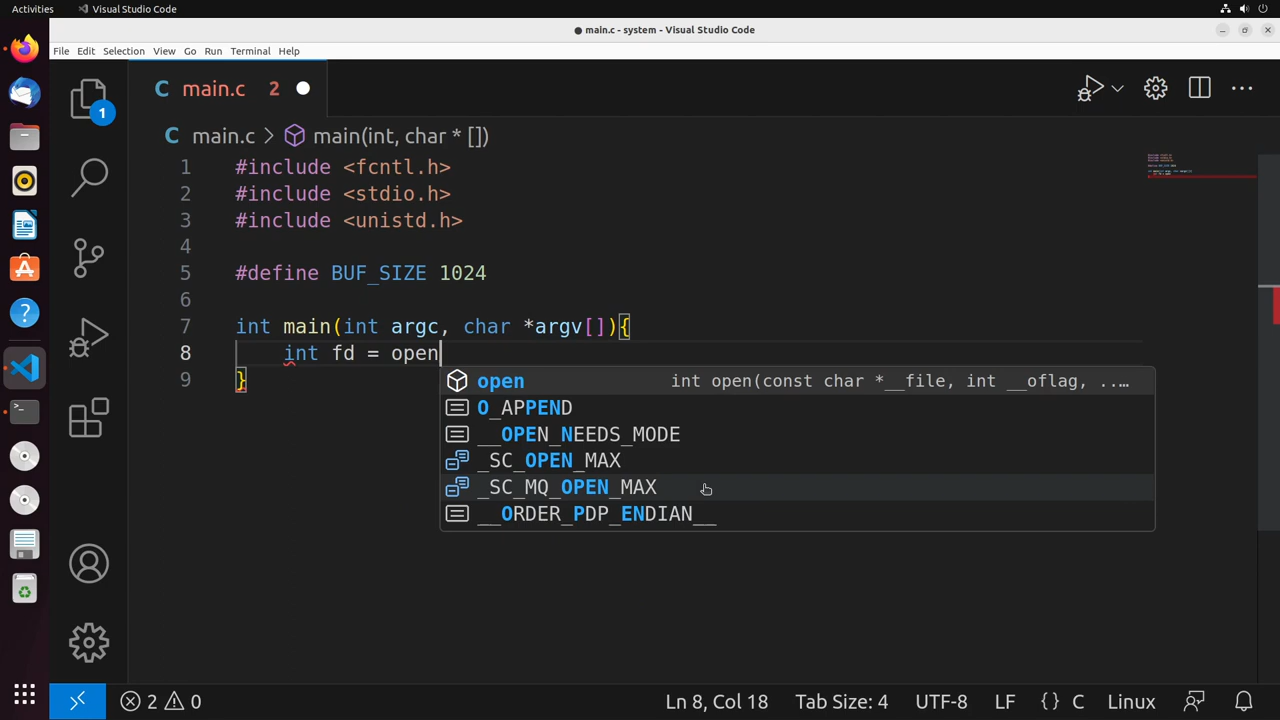 Activities
Visual Studio Code
● main.c - system - Visual Studio Code
File Edit Selection View Go Run Terminal Help
1
C main.c 2
C main.c > main(int, char * [])
1 #include <fcntl.h>
2 #include <stdio.h>
3 #include <unistd.h>
4
5 #define BUF_SIZE 1024
6
7 int main(int argc, char *argv[]){
8 int fd = open
9 }
open int open(const char *__file, int __oflag, ...…
O_APPEND
__OPEN_NEEDS_MODE
_SC_OPEN_MAX
_SC_MQ_OPEN_MAX
__ORDER_PDP_ENDIAN__
2 0 Ln 8, Col 18 Tab Size: 4 UTF-8 LF {} C Linux